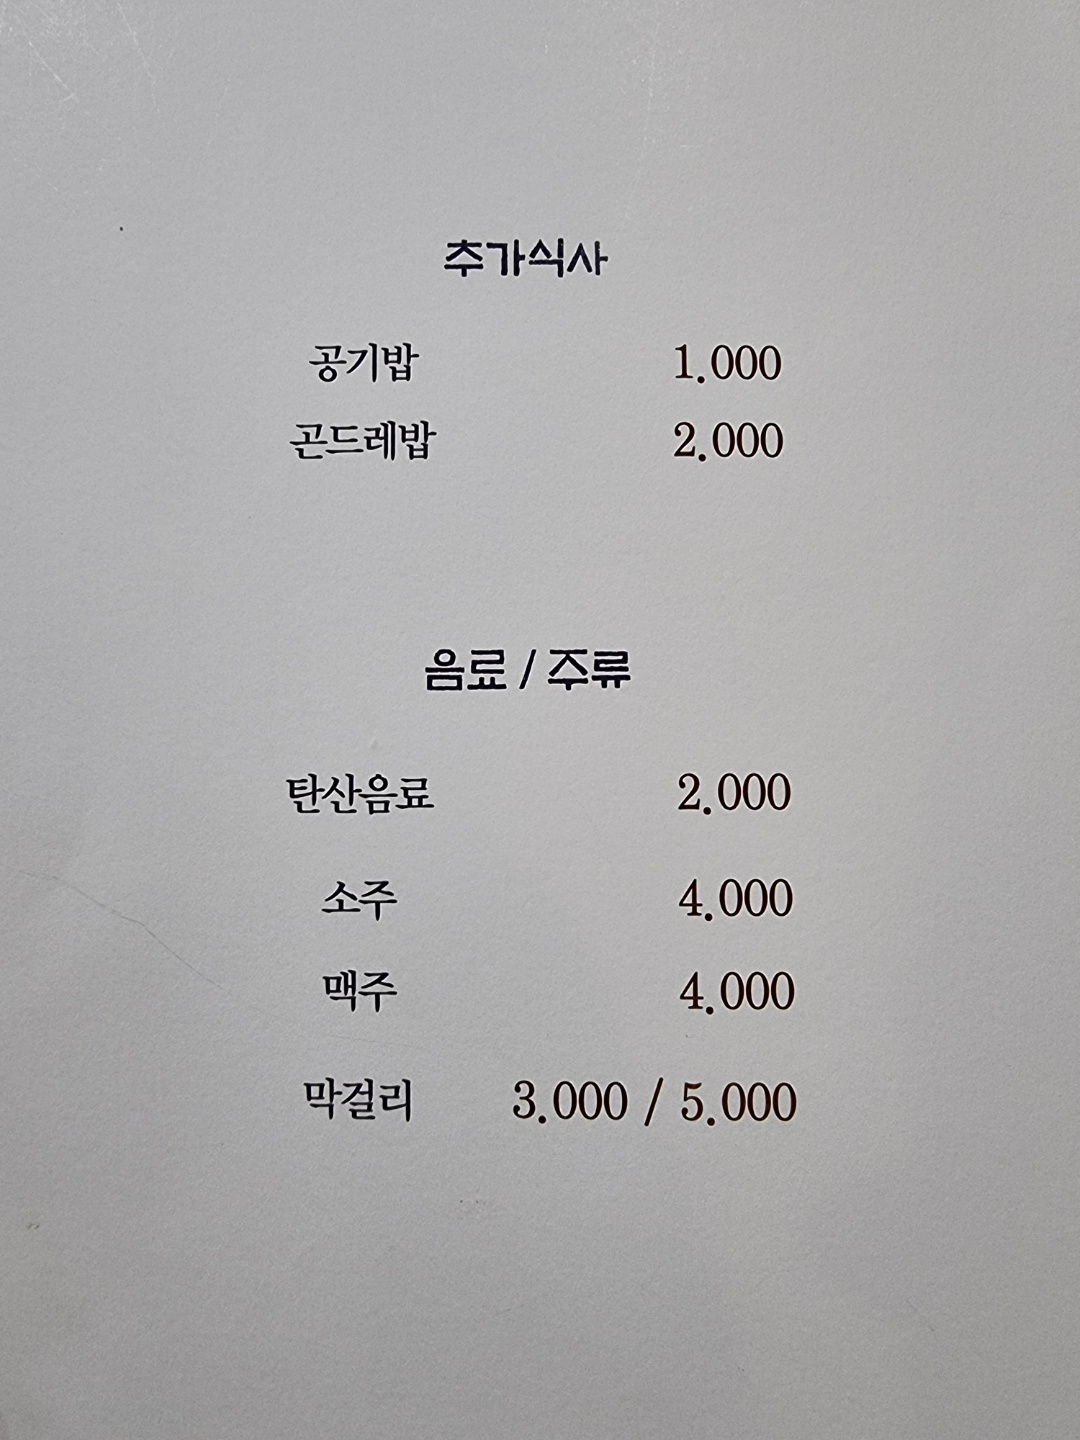 추가식사
공기밥 1.000
곤드레밥 2.000
음료 / 주류
탄산음료 2.000
소주 4.000
맥주 4.000
막걸리 3.000 / 5.000